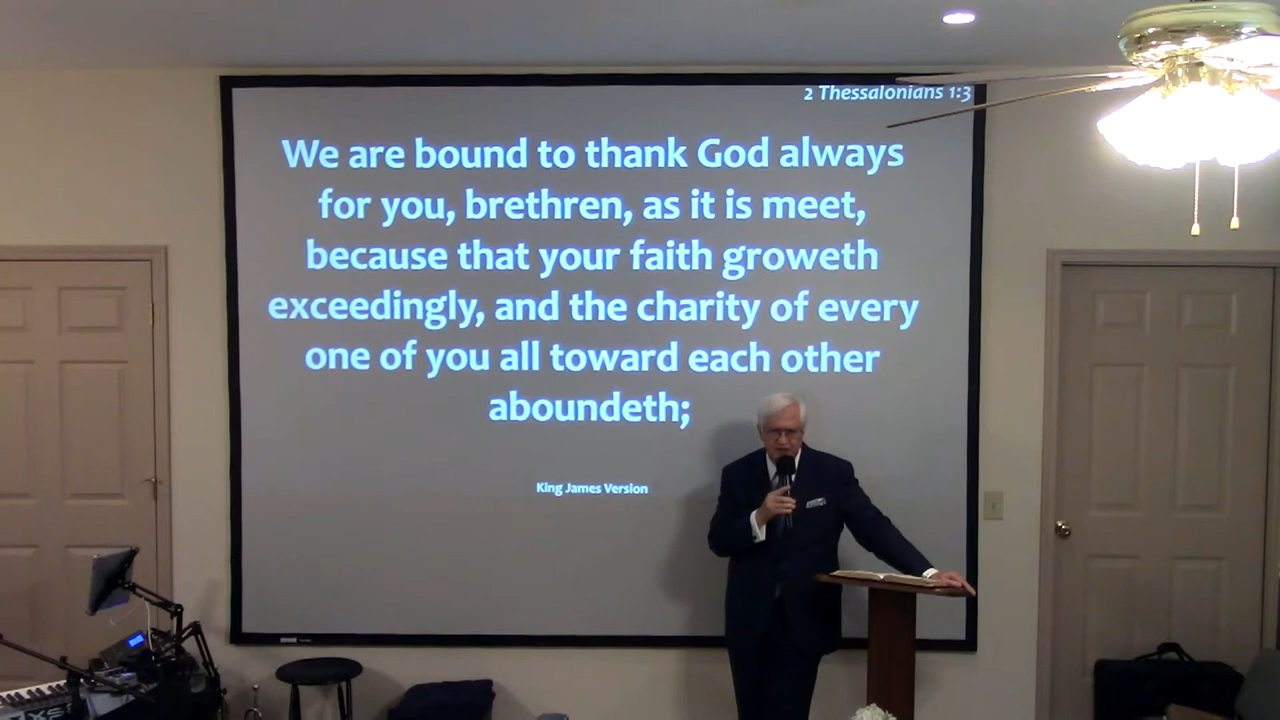 2 Thessalonians 1:3
We are bound to thank God always
for you, brethren, as it is meet,
because that your faith groweth
exceedingly, and the charity of every
one of you all toward each other
aboundeth;
King James Version